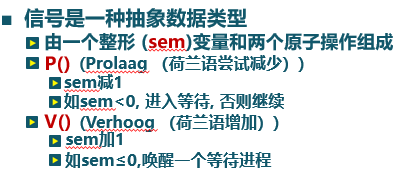 信号是一种抽象数据类型
由一个整形 (sem)变量和两个原子操作组成
P()（Prolaag （荷兰语尝试减少））
sem减1
如sem<0, 进入等待, 否则继续
V()（Verhoog （荷兰语增加））
sem加1
如sem≤0,唤醒一个等待进程